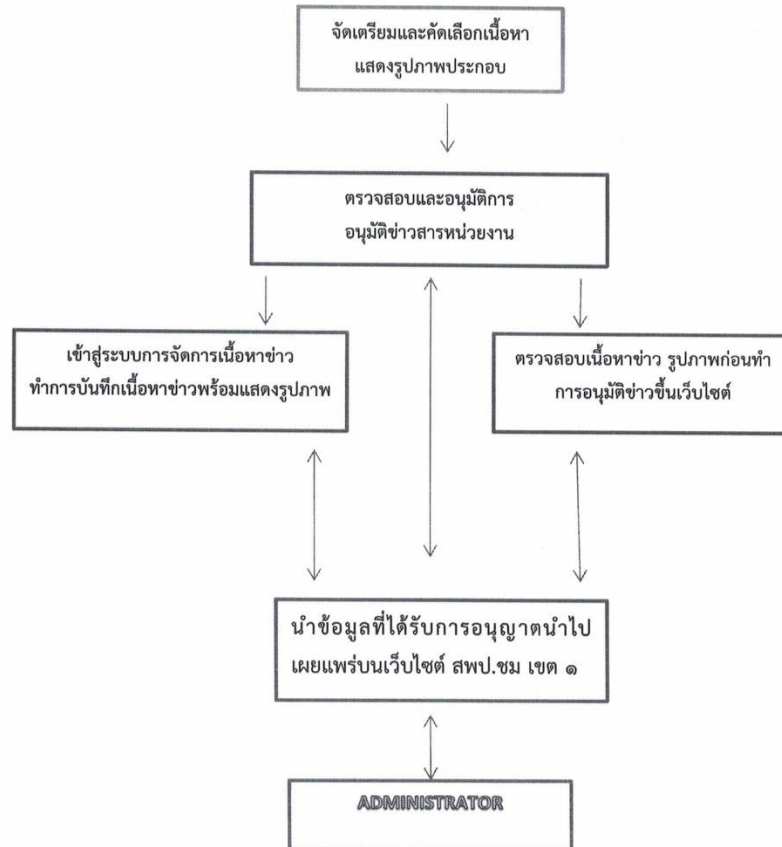 จัดเตรียมและคัดเลือกเนื้อหา
แสดงรูปภาพประกอบ
ตรวจสอบและอนุมัติการ
อนุมัติข่าวสารหน่วยงาน
เข้าสู่ระบบการจัดการเนื้อหาข่าว
ทำการบันทึกเนื้อหาข่าวพร้อมแสดงรูปภาพ
ตรวจสอบเนื้อหาข่าว รูปภาพก่อนทำ
การอนุมัติข่าวขึ้นเว็บไซต์
นำข้อมูลที่ได้รับการอนุญาตนำไป
เผยแพร่บนเว็บไซต์ สพป.ชม เขต ๑
ADMINISTRATOR